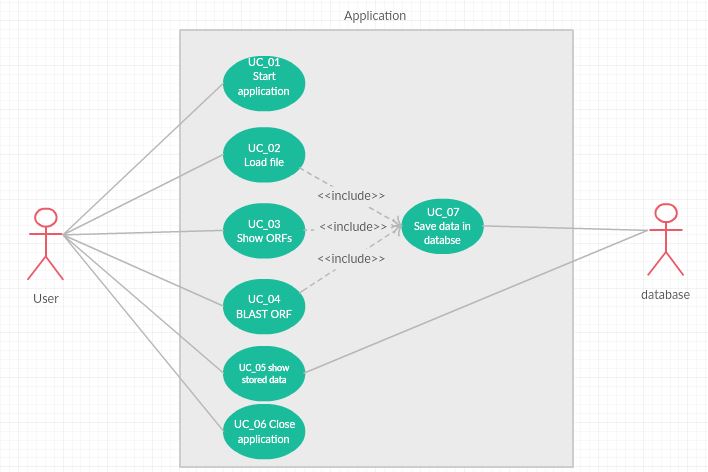 Application
UC_01
Start
application
UC_02
Load file
<<include>>
UC_03
Show ORFs
<<include>>
UC_07
Save data in
databse
<<include>>
User
database
UC_04
BLAST ORF
UC_05 show
stored data
UC_06 Close
application